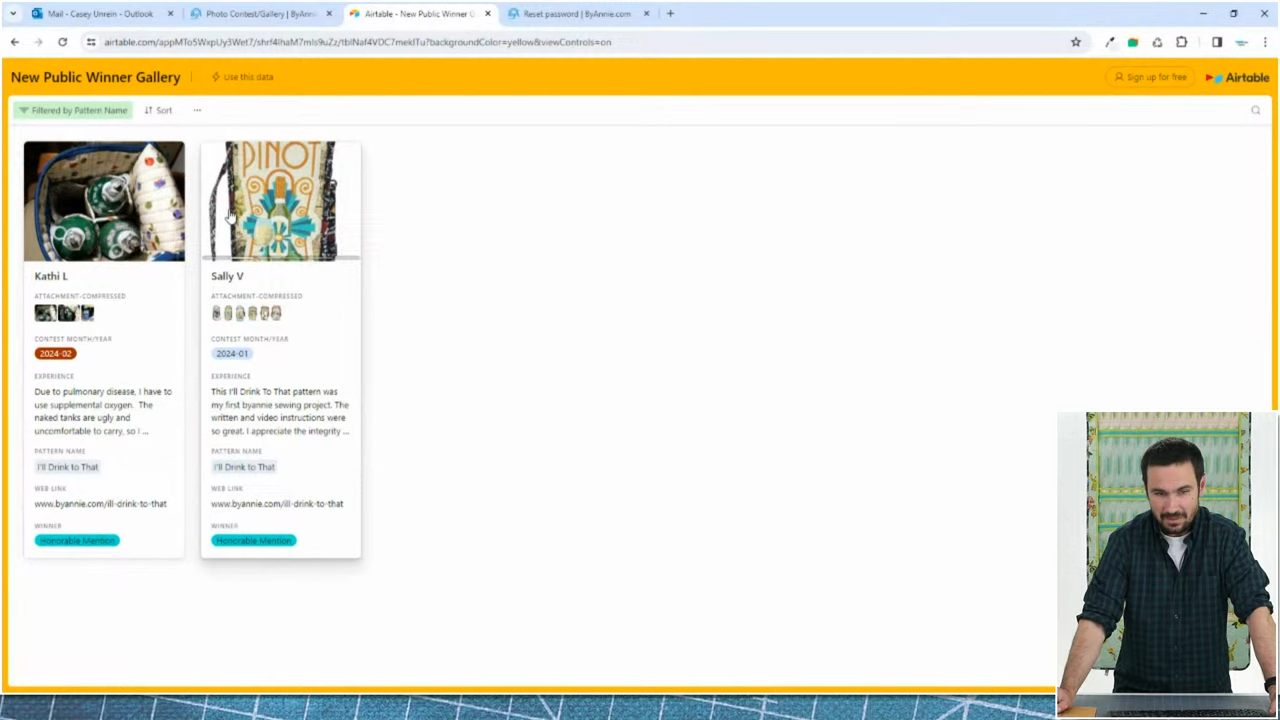 Mail - Casey Unrein - Outlook
Photo Contest/Gallery | ByAnnie
Airtable - New Public Winner G
Reset password | ByAnnie.com
New Public Winner Gallery
Use this data
Sign up for free
Airtable
Filtered by Pattern Name
Sort
PINOT
Kathi L
ATTACHMENT-COMPRESSED
CONTEST MONTH/YEAR
2024-02
EXPERIENCE
Due to pulmonary disease, I have to
use supplemental oxygen. The
naked tanks are ugly and
uncomfortable to carry, so I ...
PATTERN NAME
I'll Drink to That
WEB LINK
www.byannie.com/ill-drink-to-that
WINNER
Honorable Mention
Sally V
ATTACHMENT-COMPRESSED
CONTEST MONTH/YEAR
2024-01
EXPERIENCE
This I'll Drink To That pattern was
my first byannie sewing project. The
written and video instructions were
so great. I appreciate the integrity ...
PATTERN NAME
I'll Drink to That
WEB LINK
www.byannie.com/ill-drink-to-that
WINNER
Honorable Mention